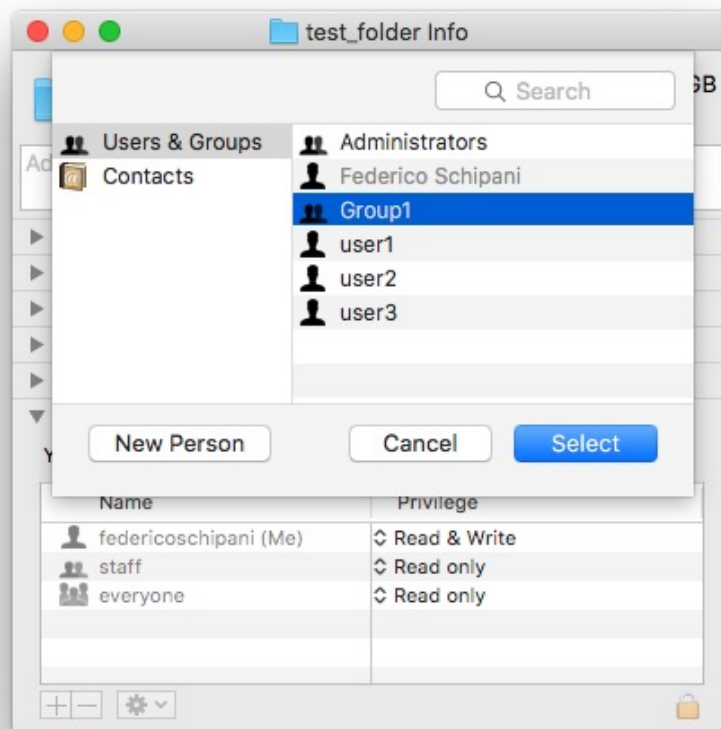 test_folder Info
Search
GB
Users & Groups
Administrators
Ad
Contacts
Federico Schipani
Group1
user1
user2
user3
New Person
Cancel
Select
Y
Name
Privilege
federicoschipani (Me)
Read & Write
staff
Read only
everyone
Read only